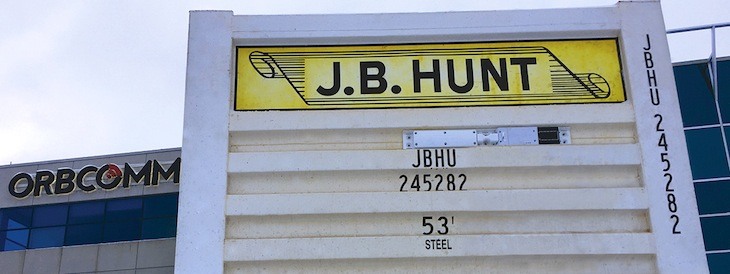 ORBCOMM
J.B. HUNT
JBHU
245282
53'
STEEL
JBHU 245282